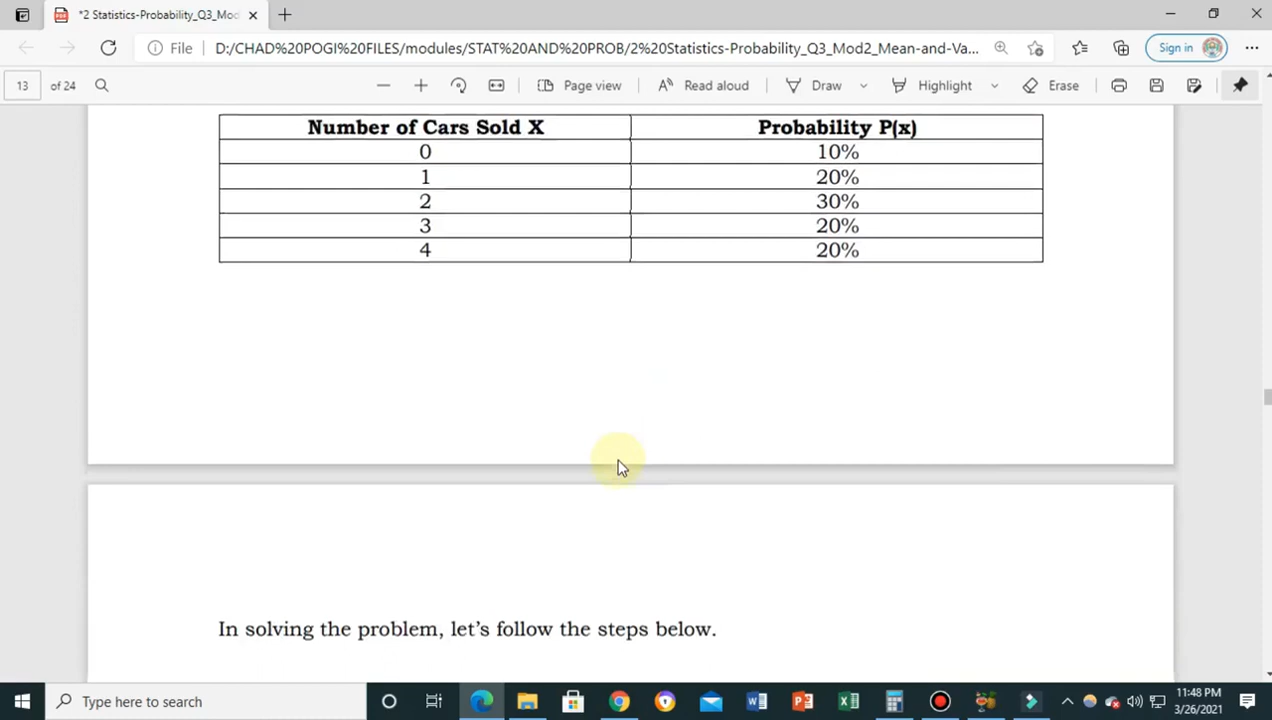 *2 Statistics-Probability_Q3_Mod
Sign in
File
D:/CHAD%20POGI%20FILES/modules/STAT%20AND%20PROB/2%20Statistics-Probability_Q3_Mod2_Mean-and-Va...
13 of 24
Page view
Read aloud
Draw
Highlight
Erase
Number of Cars Sold X Probability P(x)
0 10%
1 20%
2 30%
3 20%
4 20%
In solving the problem, let's follow the steps below.
Type here to search
11:48 PM
3/26/2021